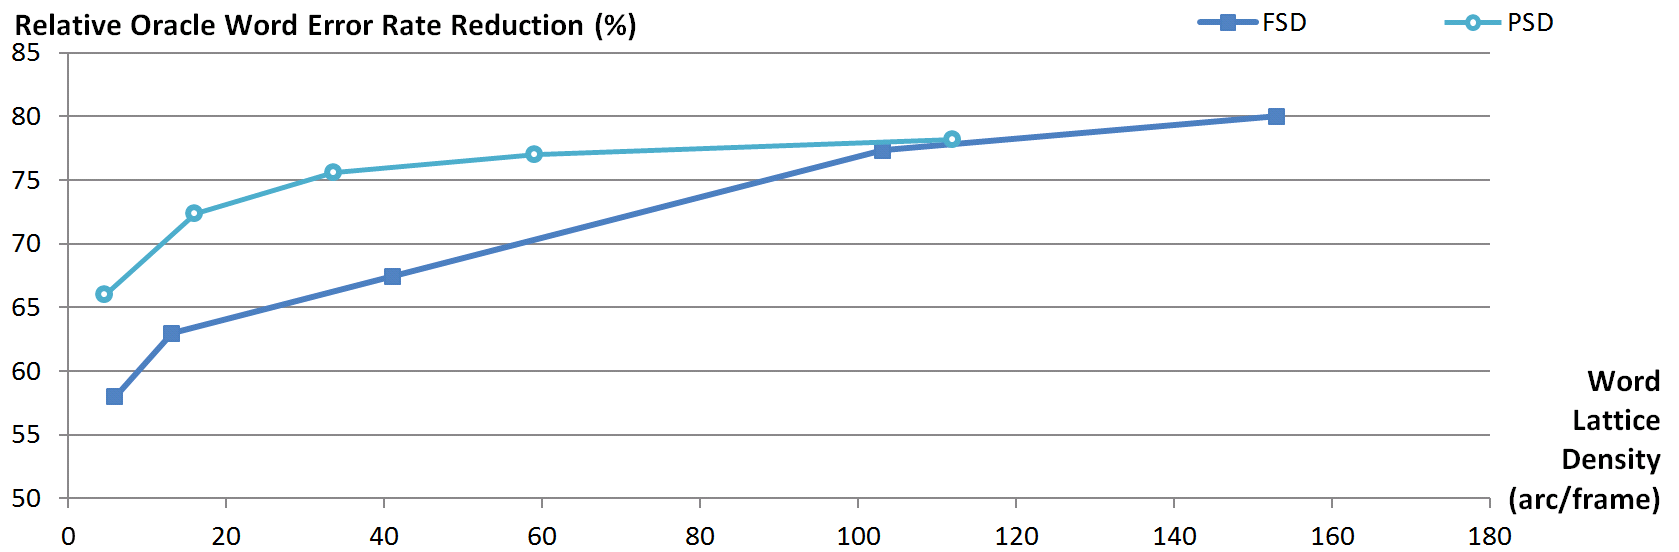 Relative Oracle Word Error Rate Reduction (%)
FSD
PSD
85
80
75
70
65
60
55
50
0
20
40
60
80
100
120
140
160
180
Word
Lattice
Density
(arc/frame)